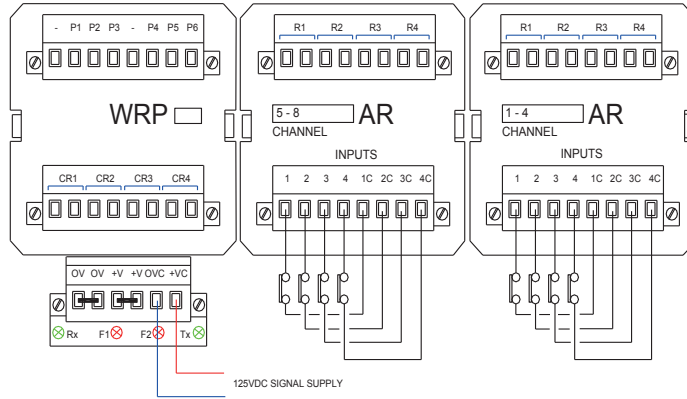 - P1 P2 P3 - P4 P5 P6
R1 R2 R3 R4
R1 R2 R3 R4
WRP
5 - 8 AR
CHANNEL
1 - 4 AR
CHANNEL
INPUTS
INPUTS
CR1 CR2 CR3 CR4
1 2 3 4 1C 2C 3C 4C
1 2 3 4 1C 2C 3C 4C
OV OV +V +V OVC +VC
Rx F1 F2 Tx
125VDC SIGNAL SUPPLY